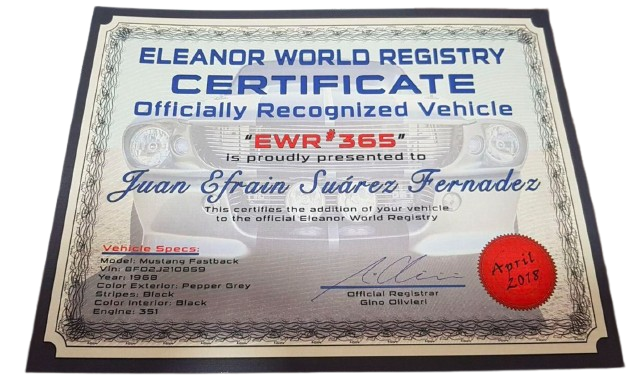 ELEANOR WORLD REGISTRY
CERTIFICATE
Officially Recognized Vehicle
"EWR#365"
is proudly presented to
Juan Efrain Suárez Fernadez
This certifies the addition of your vehicle
to the official Eleanor World Registry
Vehicle Specs:
Model: Mustang Fastback
Vin: 8F02J210859
Year: 1968
Color Exterior: Pepper Grey
Stripes: Black
Color Interior: Black
Engine: 351
Official Registrar
Gino Olivieri
April
2018